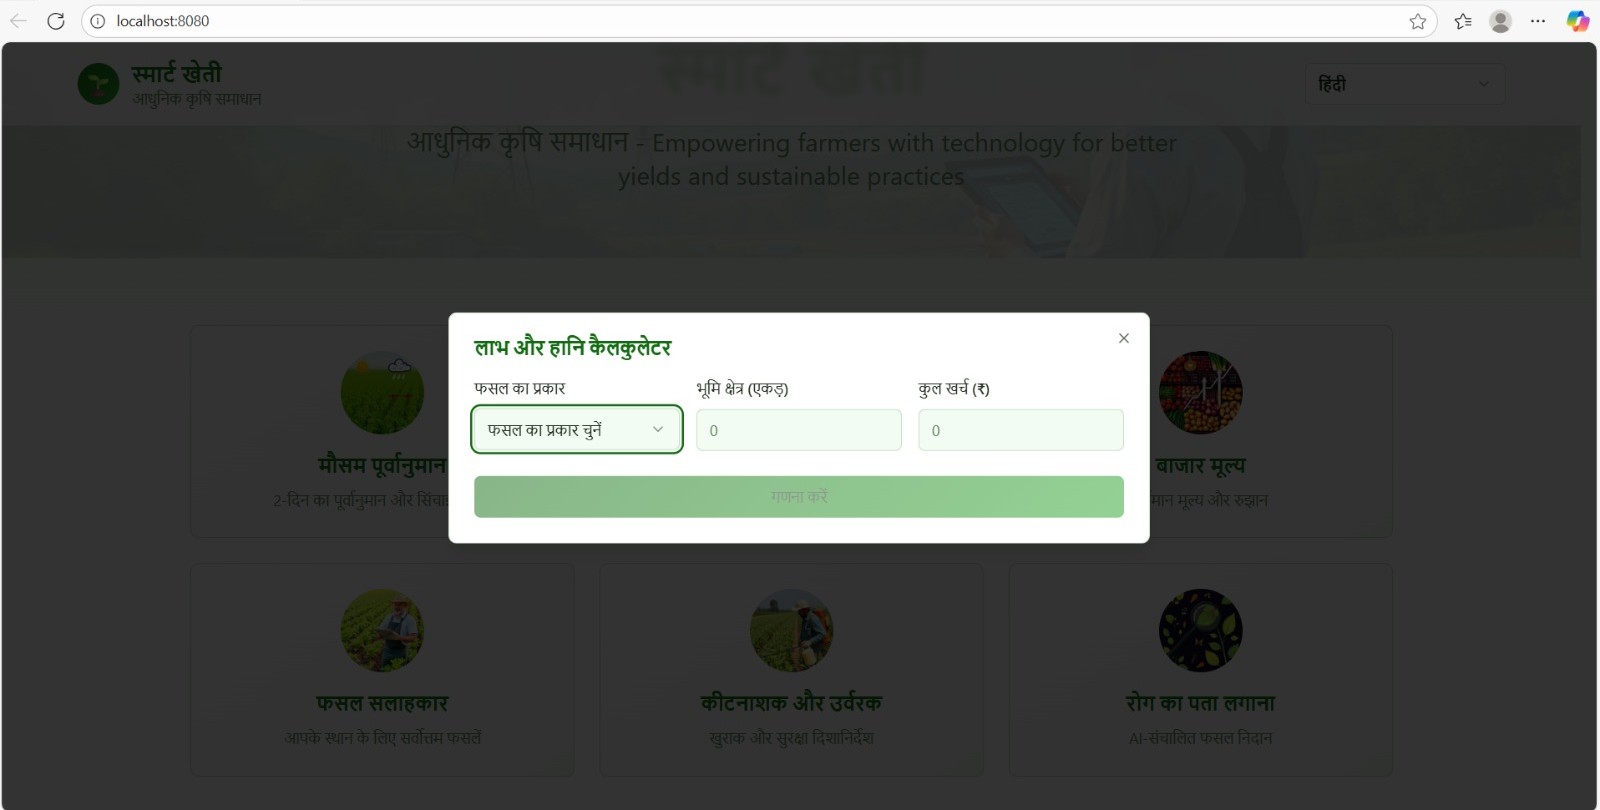 localhost:8080
स्मार्ट खेती
स्मार्ट खेती
आधुनिक कृषि समाधान
हिंदी
आधुनिक कृषि समाधान - Empowering farmers with technology for better
yields and sustainable practices
लाभ और हानि कैलकुलेटर
फसल का प्रकार
भूमि क्षेत्र (एकड़)
कुल खर्च (₹)
फसल का प्रकार चुनें
0
0
गणना करें
मौसम पूर्वानुमान
2-दिन का पूर्वानुमान और
बाजार मूल्य
मूल्य और रुझान
फसल सलाहकार
आपके स्थान के लिए सर्वोत्तम फसलें
कीटनाशक और उर्वरक
खुराक और सुरक्षा दिशानिर्देश
रोग का पता लगाना
AI-संचालित फसल निदान